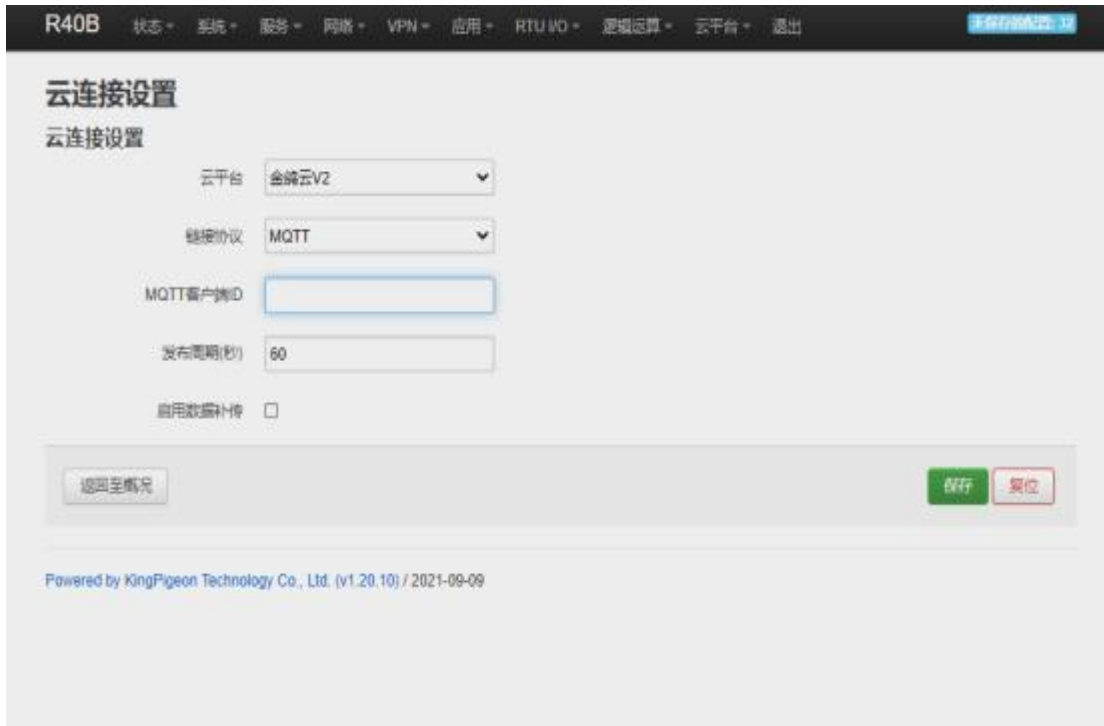 R40B 状态 系统 服务 网络 VPN 应用 RTU I/O 逻辑运算 云平台 退出 未保存的配置: 32
云连接设置
云连接设置
云平台 金鸽云V2
链接协议 MQTT
MQTT客户端ID
发布周期(秒) 60
启用数据补传
返回至概况 保存 复位
Powered by KingPigeon Technology Co., Ltd. (v1.20.10) / 2021-09-09